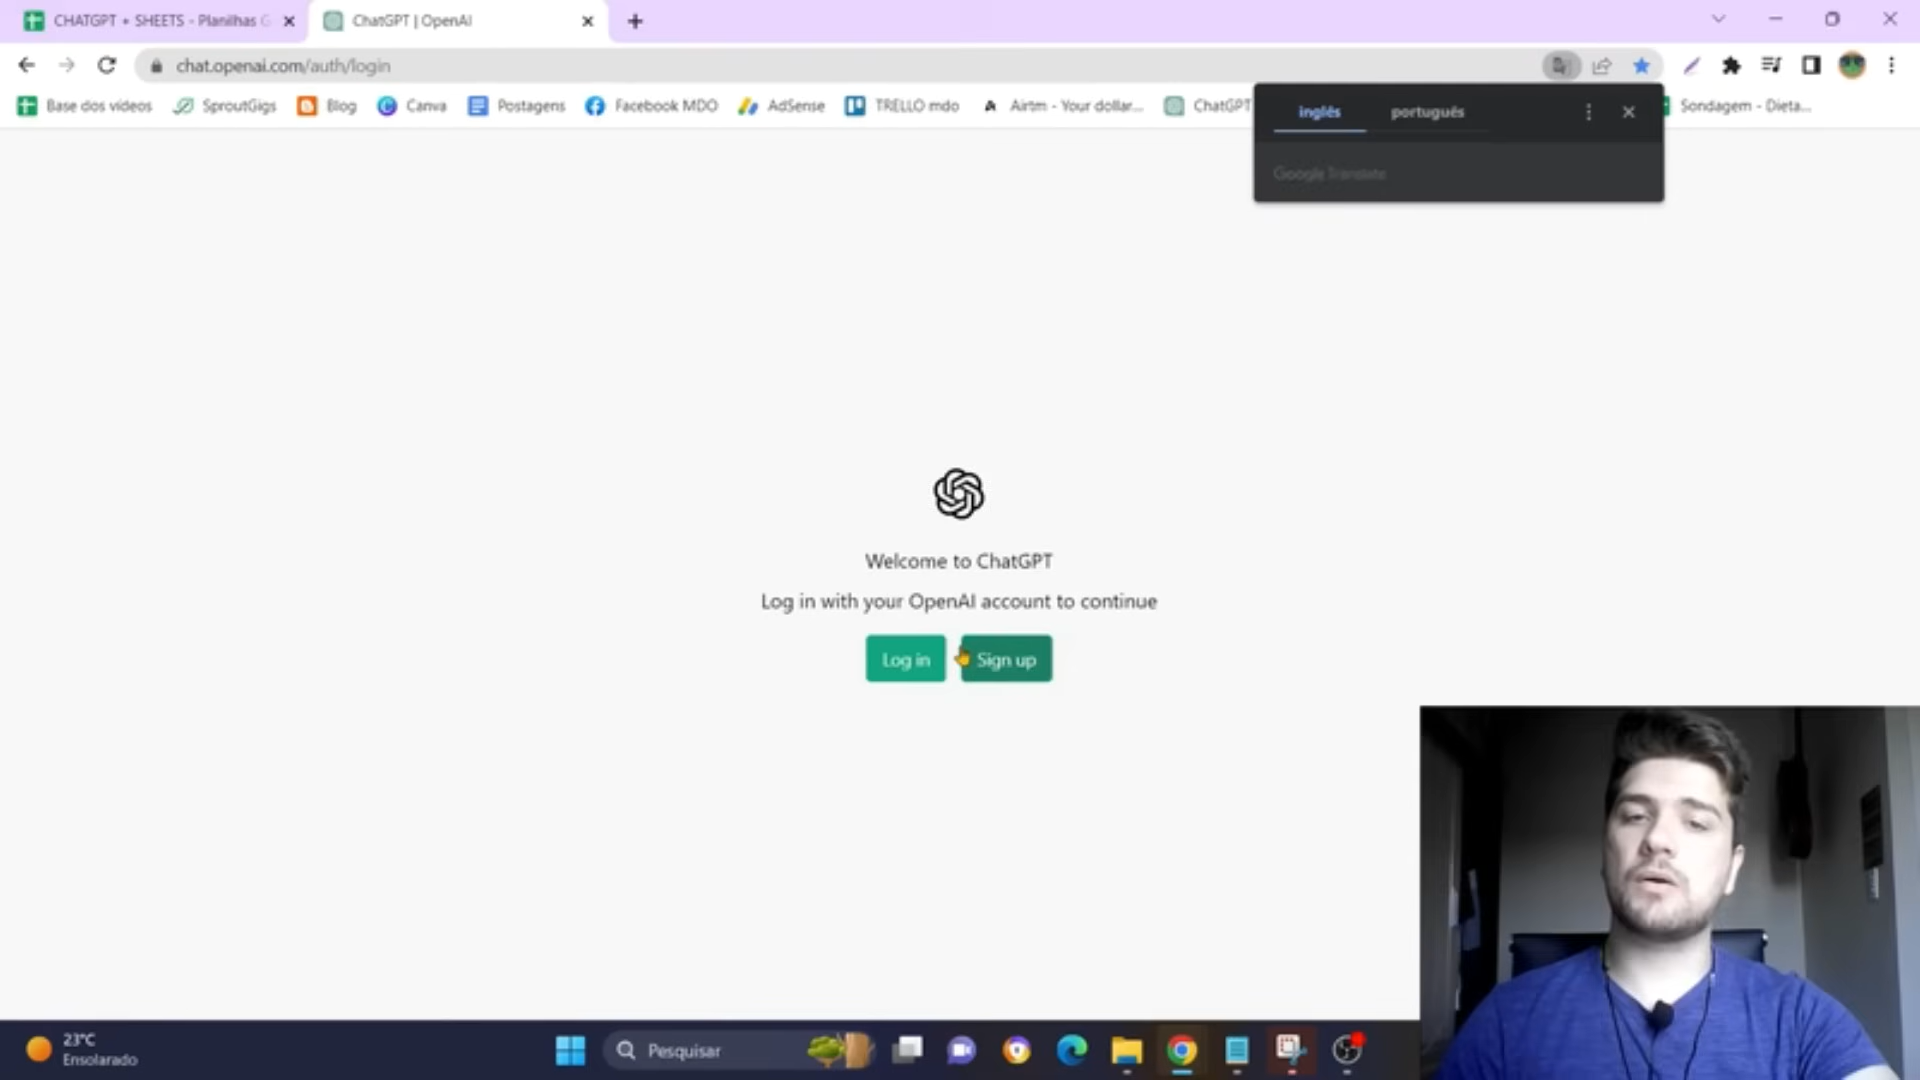 CHATGPT + SHEETS - Planilhas G
ChatGPT | OpenAI
chat.openai.com/auth/login
Base dos vídeos
SproutGigs
Blog
Canva
Postagens
Facebook MDO
AdSense
TRELLO mdo
Airtm - Your dollar...
ChatGPT
Sondagem - Dieta...
inglês
português
Google Translate
Welcome to ChatGPT
Log in with your OpenAI account to continue
Log in
Sign up
23°C
Ensolarado
Pesquisar